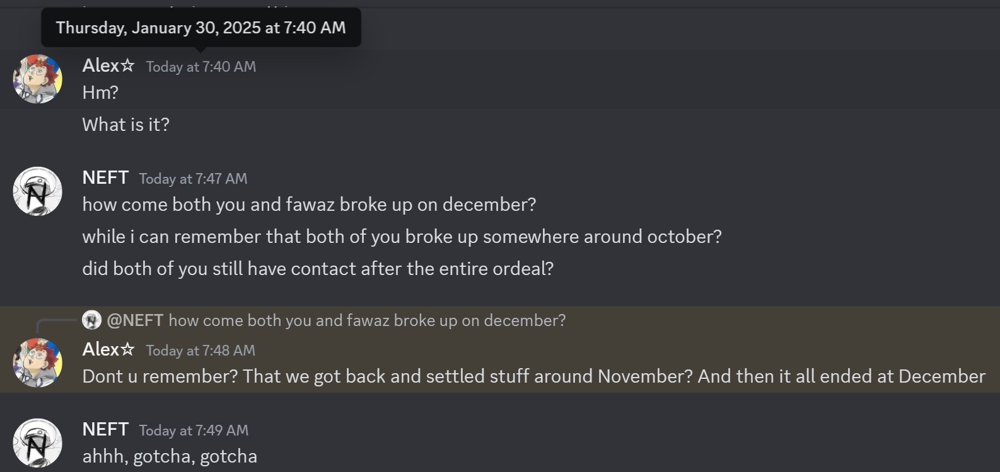 Thursday, January 30, 2025 at 7:40 AM
Alex☆ Today at 7:40 AM
Hm?
What is it?
NEFT Today at 7:47 AM
how come both you and fawaz broke up on december?
while i can remember that both of you broke up somewhere around october?
did both of you still have contact after the entire ordeal?
@NEFT how come both you and fawaz broke up on december?
Alex☆ Today at 7:48 AM
Dont u remember? That we got back and settled stuff around November? And then it all ended at December
NEFT Today at 7:49 AM
ahhh, gotcha, gotcha